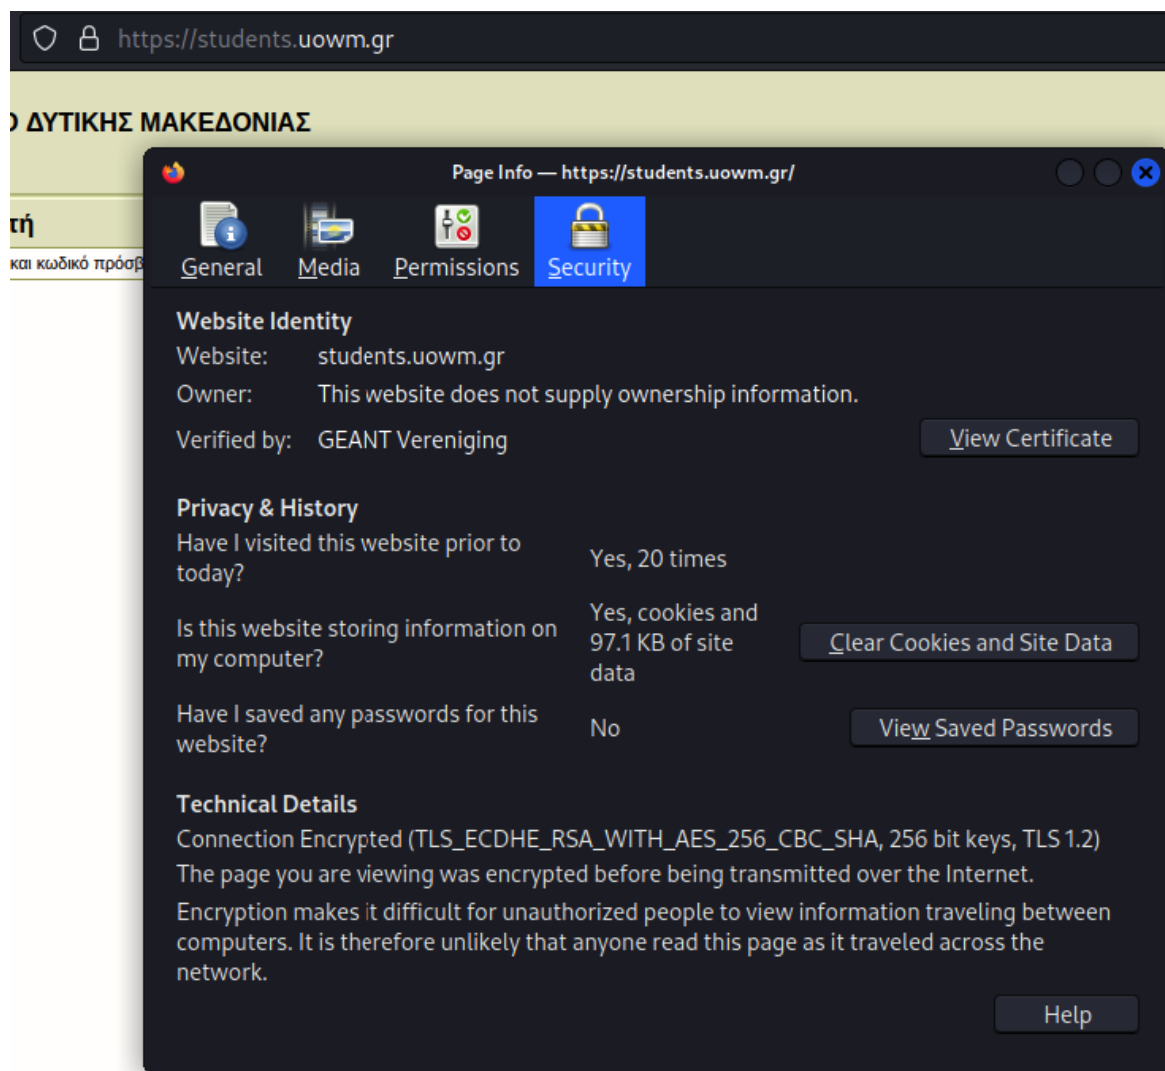 https://students.uowm.gr
ΔΥΤΙΚΗΣ ΜΑΚΕΔΟΝΙΑΣ
Page Info — https://students.uowm.gr/
τή
και κωδικό
General Media Permissions Security
Website Identity
Website: students.uowm.gr
Owner: This website does not supply ownership information.
Verified by: GEANT Vereniging View Certificate
Privacy & History
Have I visited this website prior to
today?
Yes, 20 times
Is this website storing information on
my computer?
Yes, cookies and
97.1 KB of site
data
Clear Cookies and Site Data
Have I saved any passwords for this
website?
No
View Saved Passwords
Technical Details
Connection Encrypted (TLS_ECDHE_RSA_WITH_AES_256_CBC_SHA, 256 bit keys, TLS 1.2)
The page you are viewing was encrypted before being transmitted over the Internet.
Encryption makes it difficult for unauthorized people to view information traveling between
computers. It is therefore unlikely that anyone read this page as it traveled across the
network.
Help